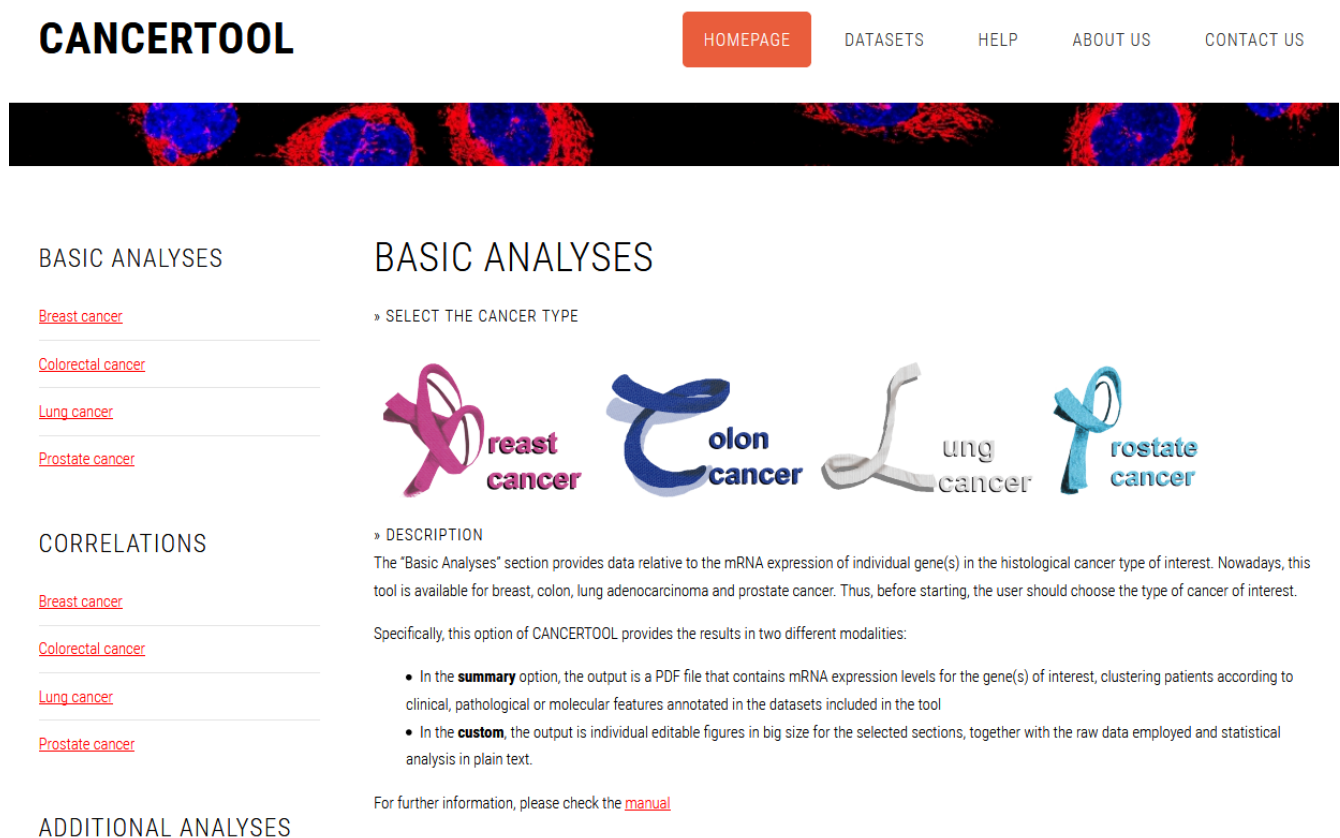 CANCERTOOL
HOMEPAGE
DATASETS
HELP
ABOUT US
CONTACT US
BASIC ANALYSES
Breast cancer
Colorectal cancer
Lung cancer
Prostate cancer
CORRELATIONS
Breast cancer
Colorectal cancer
Lung cancer
Prostate cancer
ADDITIONAL ANALYSES
BASIC ANALYSES
» SELECT THE CANCER TYPE
Breast
cancer
Colon
cancer
Lung
cancer
Prostate
cancer
» DESCRIPTION
The “Basic Analyses” section provides data relative to the mRNA expression of individual gene(s) in the histological cancer type of interest. Nowadays, this
tool is available for breast, colon, lung adenocarcinoma and prostate cancer. Thus, before starting, the user should choose the type of cancer of interest.
Specifically, this option of CANCERTOOL provides the results in two different modalities:
• In the summary option, the output is a PDF file that contains mRNA expression levels for the gene(s) of interest, clustering patients according to
clinical, pathological or molecular features annotated in the datasets included in the tool
• In the custom, the output is individual editable figures in big size for the selected sections, together with the raw data employed and statistical
analysis in plain text.
For further information, please check the manual